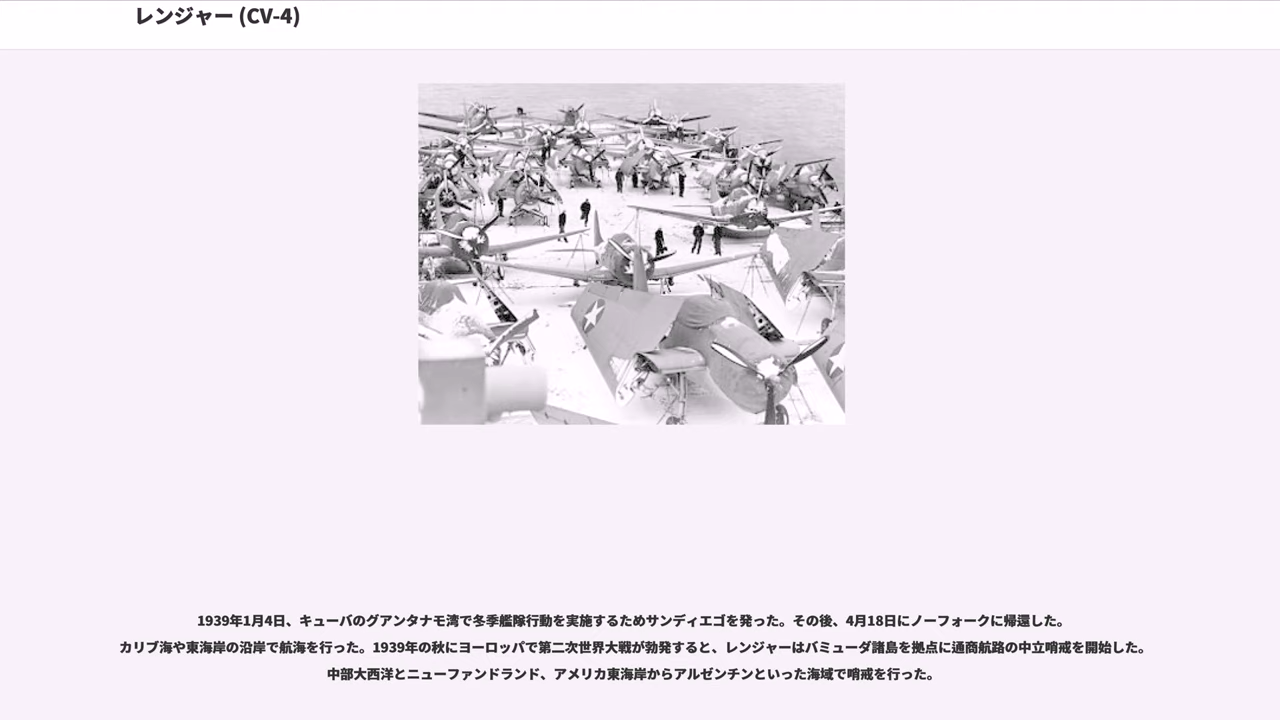 レンジャー (CV-4)
1939年1月4日、キューバのグアンタナモ湾で冬季艦隊行動を実施するためサンディエゴを発った。その後、4月18日にノーフォークに帰還した。
カリブ海や東海岸の沿岸で航海を行った。1939年の秋にヨーロッパで第二次世界大戦が勃発すると、レンジャーはバミューダ諸島を拠点に通商航路の中立哨戒を開始した。
中部大西洋とニューファンドランド、アメリカ東海岸からアルゼンチンといった海域で哨戒を行った。